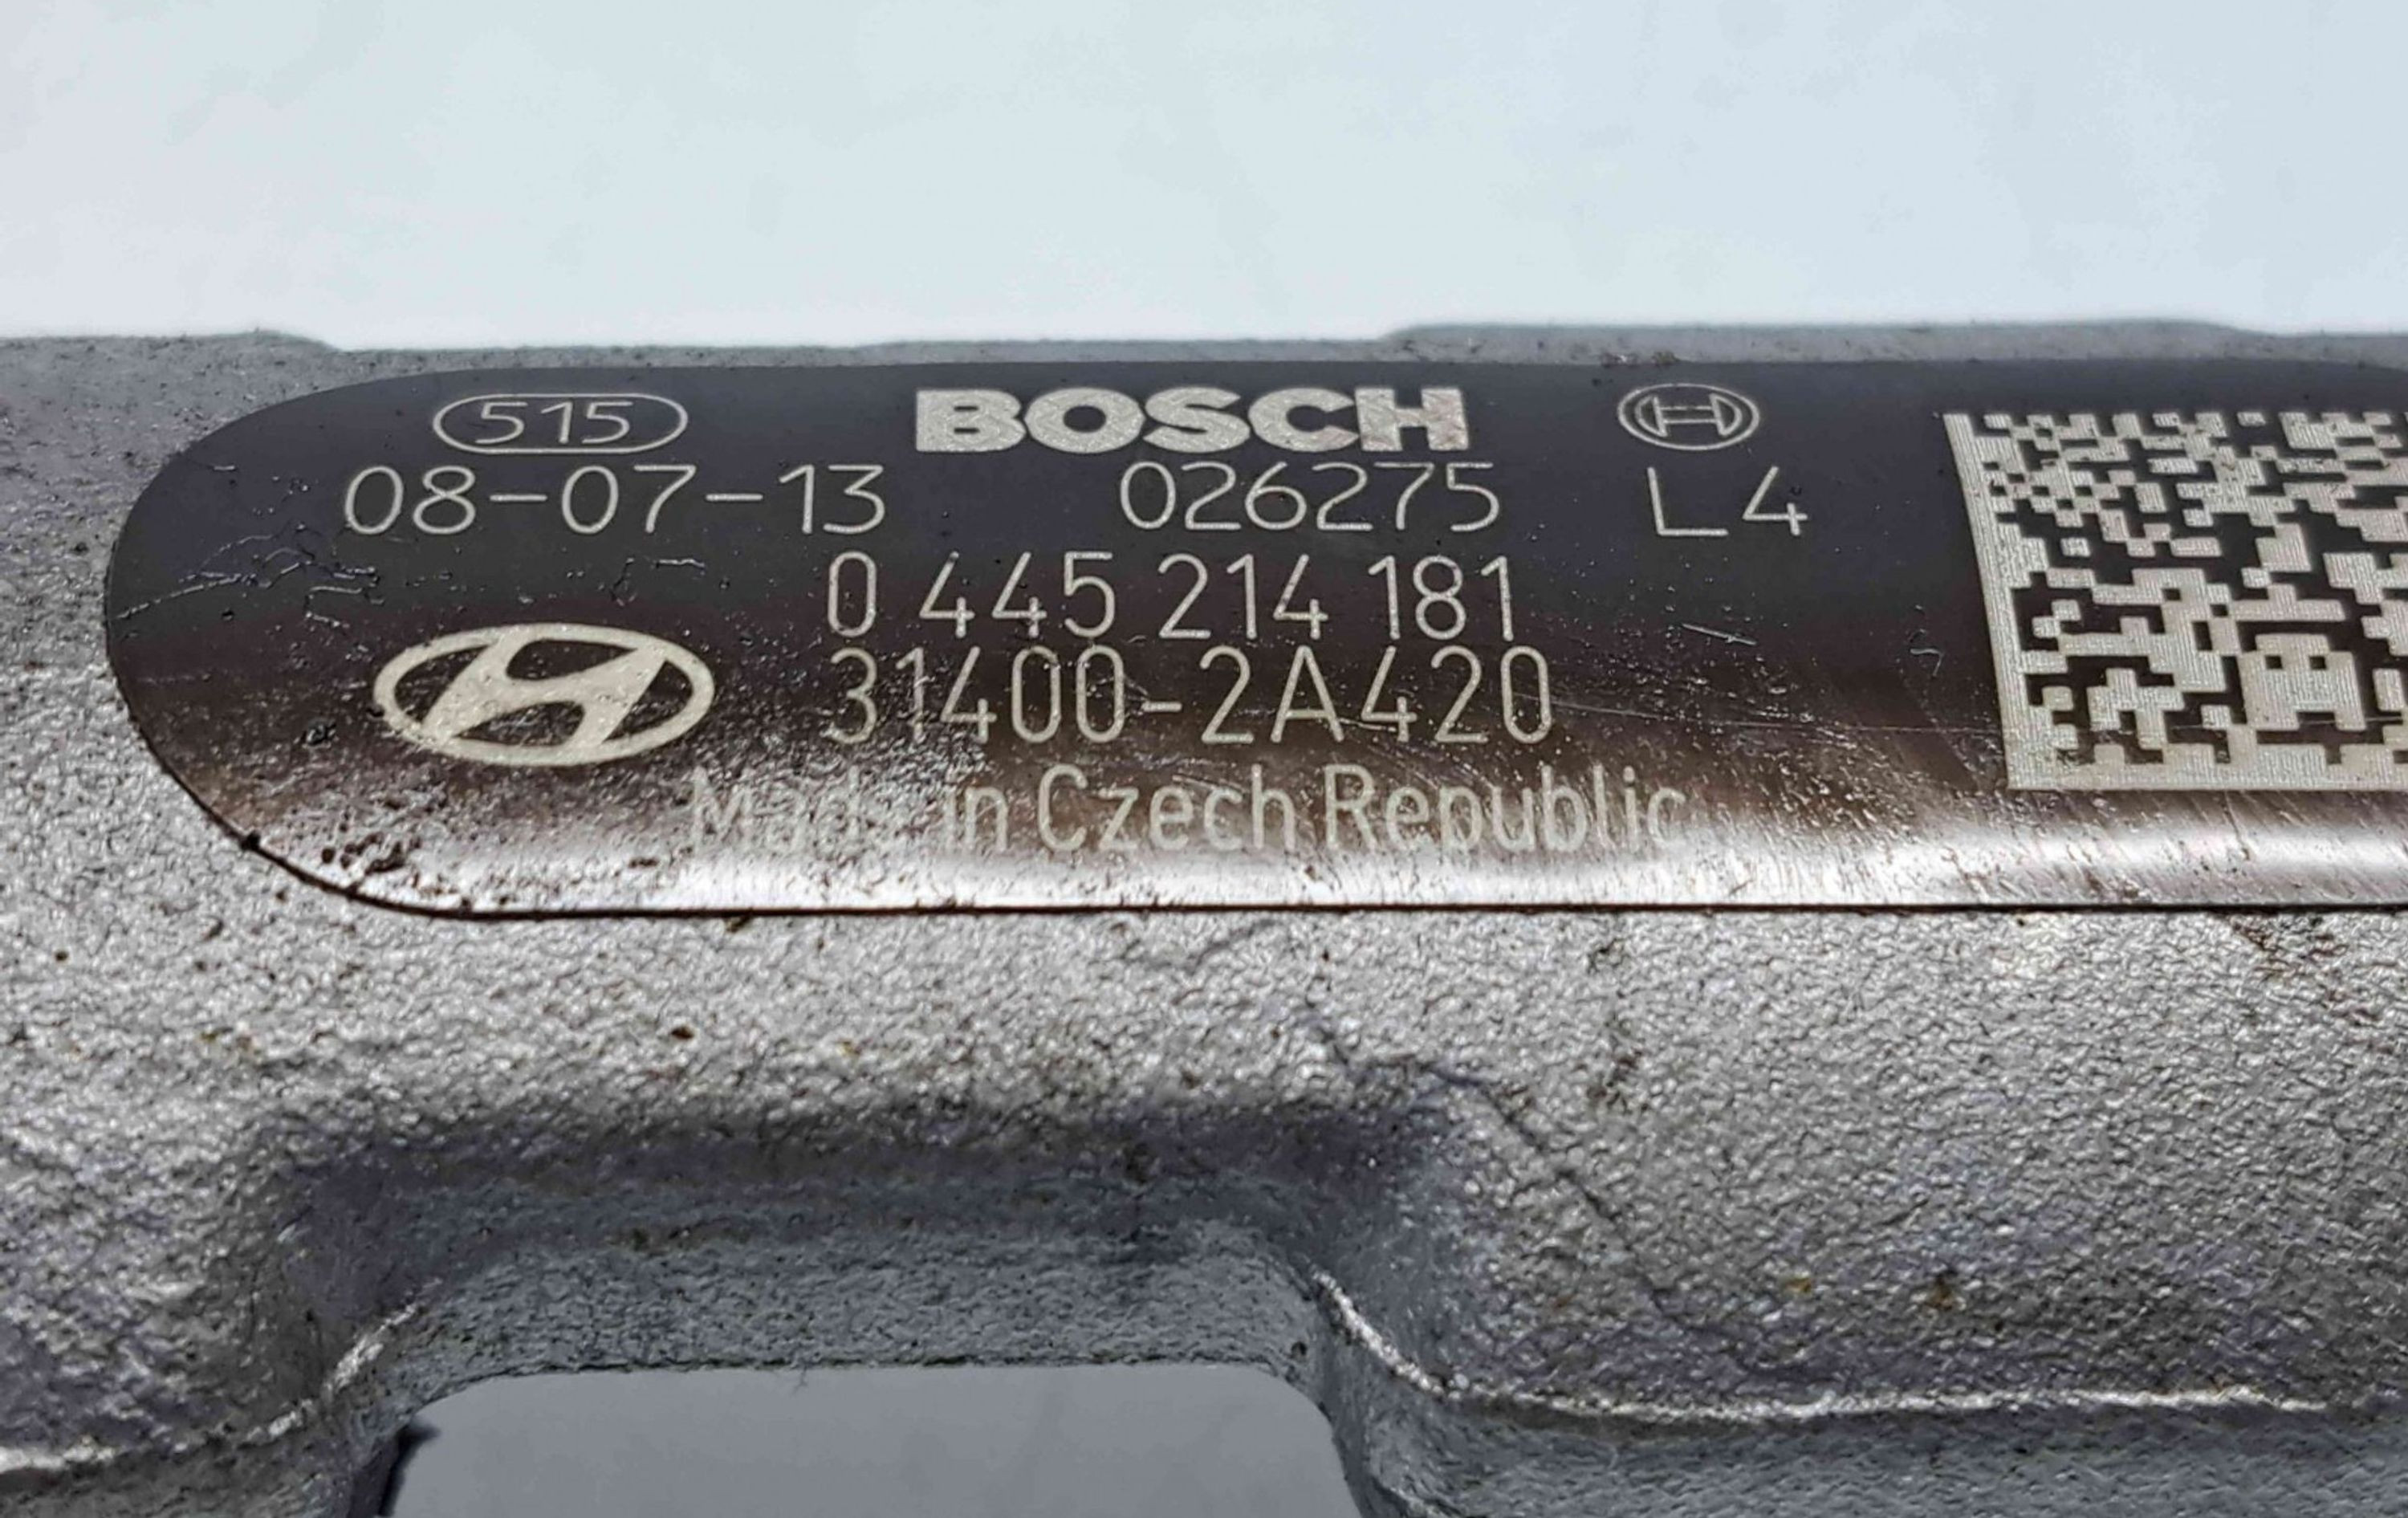 515 BOSCH
08-07-13 026275 L4
0 445 214 181
31400-2A420
Made in Czech Republic